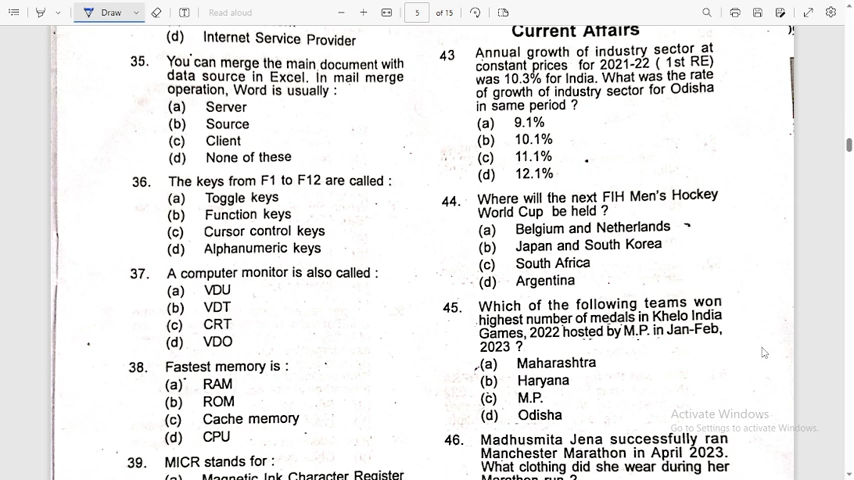 Draw
Read aloud
5
of 15
(d) Internet Service Provider
35. You can merge the main document with
data source in Excel. In mail merge
operation, Word is usually :
(a) Server
(b) Source
(c) Client
(d) None of these
36. The keys from F1 to F12 are called :
(a) Toggle keys
(b) Function keys
(c) Cursor control keys
(d) Alphanumeric keys
37. A computer monitor is also called :
(a) VDU
(b) VDT
(c) CRT
(d) VDO
38. Fastest memory is :
(a) RAM
(b) ROM
(c) Cache memory
(d) CPU
39. MICR stands for :
(a) Magnetic Ink Character Register
Current Affairs
43 Annual growth of industry sector at
constant prices for 2021-22 ( 1st RE)
was 10.3% for India. What was the rate
of growth of industry sector for Odisha
in same period ?
(a) 9.1%
(b) 10.1%
(c) 11.1%
(d) 12.1%
44. Where will the next FIH Men's Hockey
World Cup be held ?
(a) Belgium and Netherlands
(b) Japan and South Korea
(c) South Africa
(d) Argentina
45. Which of the following teams won
highest number of medals in Khelo India
Games, 2022 hosted by M.P. in Jan-Feb,
2023 ?
(a) Maharashtra
(b) Haryana
(c) M.P.
(d) Odisha
46. Madhusmita Jena successfully ran
Manchester Marathon in April 2023.
What clothing did she wear during her
Marathon run ?
Activate Windows
Go to Settings to activate Windows.